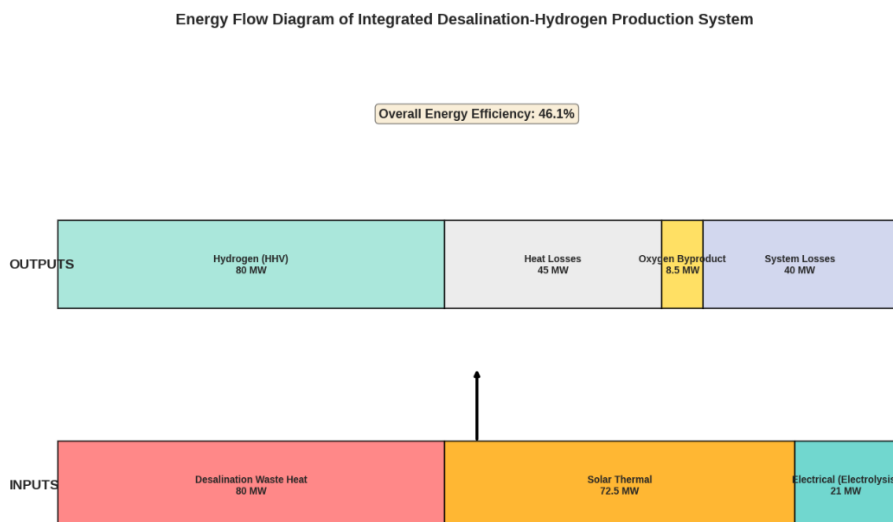 Energy Flow Diagram of Integrated Desalination-Hydrogen Production System
Overall Energy Efficiency: 46.1%
OUTPUTS
Hydrogen (HHV)
80 MW
Heat Losses
45 MW
Oxygen Byproduct
8.5 MW
System Losses
40 MW
INPUTS
Desalination Waste Heat
80 MW
Solar Thermal
72.5 MW
Electrical (Electrolysis
21 MW